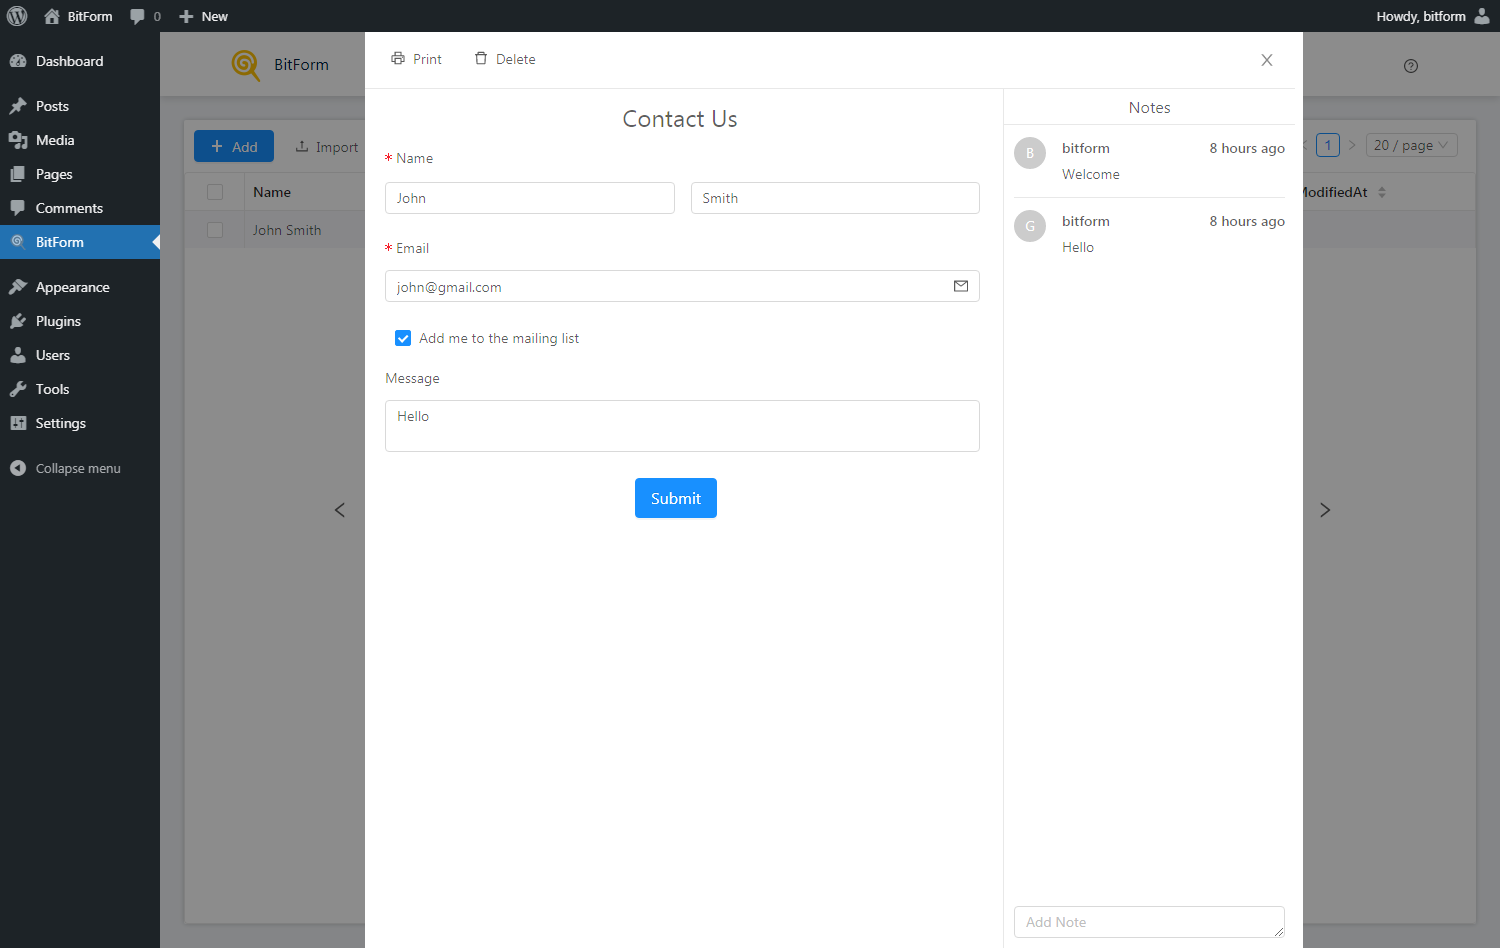 BitForm
0
New
Howdy, bitform
Dashboard
Posts
Media
Pages
Comments
BitForm
Appearance
Plugins
Users
Tools
Settings
Collapse menu
BitForm
Add
Import
Name
John Smith
1
20 / page
ModifiedAt
Print
Delete
Contact Us
* Name
John
Smith
* Email
john@gmail.com
Add me to the mailing list
Message
Hello
Submit
Notes
B
bitform
8 hours ago
Welcome
G
bitform
8 hours ago
Hello
Add Note